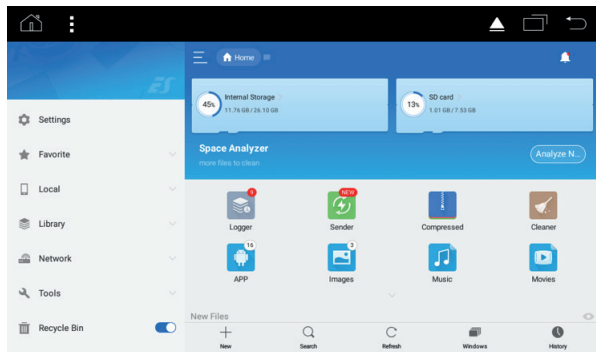 Home
ES
45%
Internal Storage
11.76 GB / 26.10 GB
13%
SD card
1.01 GB / 7.53 GB
Settings
Favorite
Local
Library
Network
Tools
Recycle Bin
Space Analyzer
more files to clean
Analyze N...
9
NEW
Logger
Sender
Compressed
Cleaner
16
3
APP
Images
Music
Movies
New Files
New
Search
Refresh
Windows
History